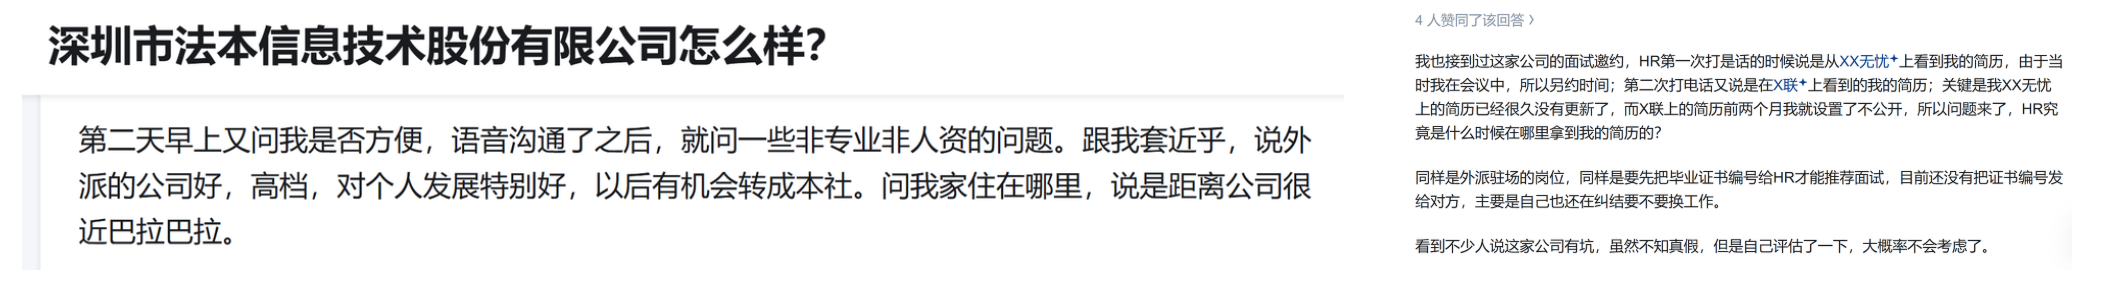 深圳市法本信息技术股份有限公司怎么样?
第二天早上又问我是否方便，语音沟通了之后，就问一些非专业非人资的问题。跟我套近乎，说外
派的公司好，高档，对个人发展特别好，以后有机会转成本社。问我家住在哪里，说是距离公司很
近巴拉巴拉。
4 人赞同了该回答 >
我也接到过这家公司的面试邀约，HR第一次打是话的时候说是从XX无忧上看到我的简历，由于当
时我在会议中，所以另约时间；第二次打电话又说是在X联上看到的我的简历；关键是我XX无忧
上的简历已经很久没有更新了，而X联上的简历前两个月我就设置了不公开，所以问题来了，HR究
竟是什么时候在哪里拿到我的简历的?
同样是外派驻场的岗位，同样是要先把毕业证书编号给HR才能推荐面试，目前还没有把证书编号发
给对方，主要是自己也还在纠结要不要换工作。
看到不少人说这家公司有坑，虽然不知真假，但是自己评估了一下，大概率不会考虑了。